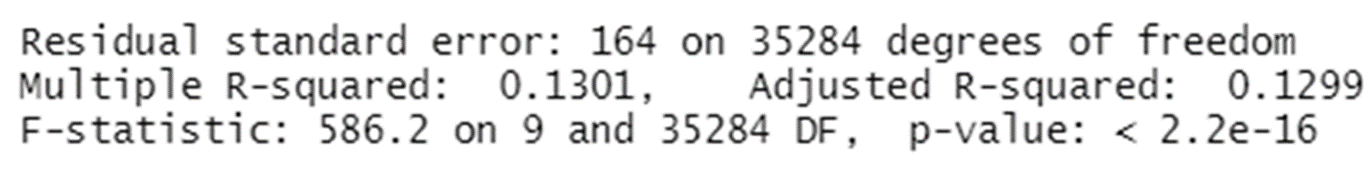 Residual standard error: 164 on 35284 degrees of freedom
Multiple R-squared:  0.1301,    Adjusted R-squared:  0.1299
F-statistic: 586.2 on 9 and 35284 DF,  p-value: < 2.2e-16